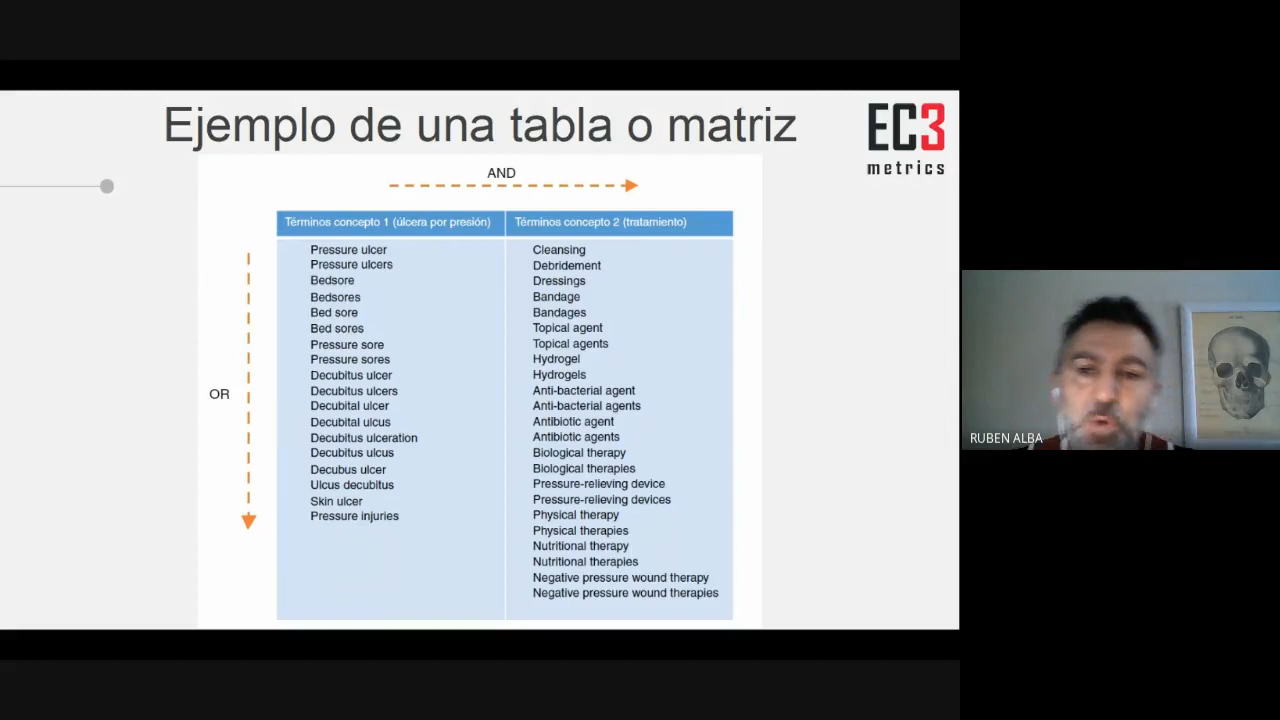 Ejemplo de una tabla o matriz
EC3
metrics
AND
OR
Términos concepto 1 (úlcera por presión)
Pressure ulcer
Pressure ulcers
Bedsore
Bedsores
Bed sore
Bed sores
Pressure sore
Pressure sores
Decubitus ulcer
Decubitus ulcers
Decubital ulcer
Decubital ulcus
Decubitus ulceration
Decubitus ulcus
Decubus ulcer
Ulcus decubitus
Skin ulcer
Pressure injuries
Términos concepto 2 (tratamiento)
Cleansing
Debridement
Dressings
Bandage
Bandages
Topical agent
Topical agents
Hydrogel
Hydrogels
Anti-bacterial agent
Anti-bacterial agents
Antibiotic agent
Antibiotic agents
Biological therapy
Biological therapies
Pressure-relieving device
Pressure-relieving devices
Physical therapy
Physical therapies
Nutritional therapy
Nutritional therapies
Negative pressure wound therapy
Negative pressure wound therapies
RUBEN ALBA